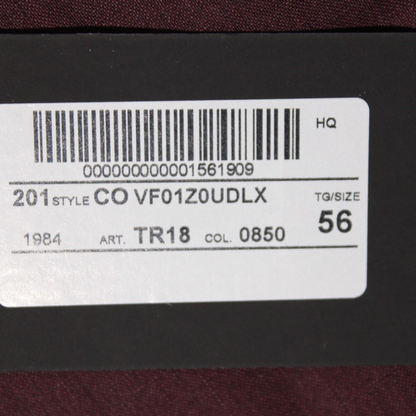 HQ
000000000001561909
201 STYLE CO VF01Z0UDLX TG/SIZE
1984 ART. TR18 COL. 0850 56